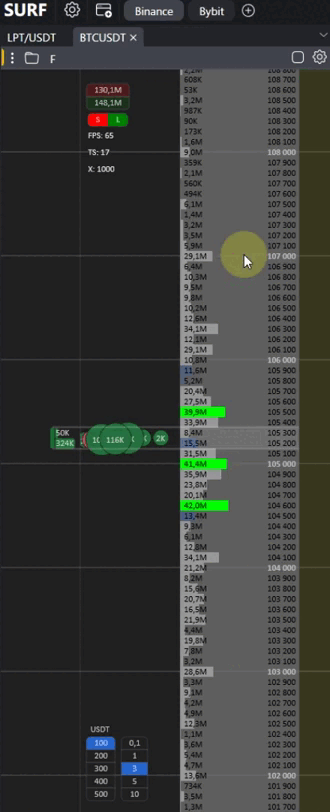 SURF Binance Bybit
LPT/USDT BTCUSDT ×
F
2,2M 108 800
608K 108 700
53K 108 600
3,2M 108 500
987K 108 400
90K 108 300
173K 108 200
1,6M 108 100
9,0M 108 000
359K 107 900
2,1M 107 800
560K 107 700
494K 107 600
6,1M 107 500
1,4M 107 400
3,2M 107 300
3,5M 107 200
5,9M 107 100
29,1M 107 000
6,4M 106 900
10,3M 106 800
9,5M 106 700
9,8M 106 600
10,2M 106 500
12,6M 106 400
34,1M 106 300
12,1M 106 200
29,1M 106 100
10,8M 106 000
11,6M 105 900
5,2M 105 800
20,4M 105 700
27,5M 105 600
39,9M 105 500
33,9M 105 400
8,4M 105 300
15,5M 105 200
31,5M 105 100
41,4M 105 000
35,9M 104 900
23,8M 104 800
20,1M 104 700
42,0M 104 600
13,4M 104 500
9,3M 104 400
6,1M 104 300
12,8M 104 200
34,1M 104 100
21,2M 104 000
8,2M 103 900
15,6M 103 800
20,7M 103 700
16,5M 103 600
21,9M 103 500
4,4M 103 400
19,8M 103 300
7,8M 103 200
3,2M 103 100
28,6M 103 000
3,3M 102 900
9,1M 102 800
4,2M 102 700
4,9M 102 600
12,3M 102 500
1,1M 102 400
3,6M 102 300
5,4M 102 200
4,7M 102 100
13,6M 102 000
734K 101 900
3,5M 101 800
1,3M 101 700
130,1M
148,1M
S L
FPS: 65
TS: 17
X: 1000
50K
324K
116K
2K
USDT
100 0,1
200 1
300 3
400 5
500 10